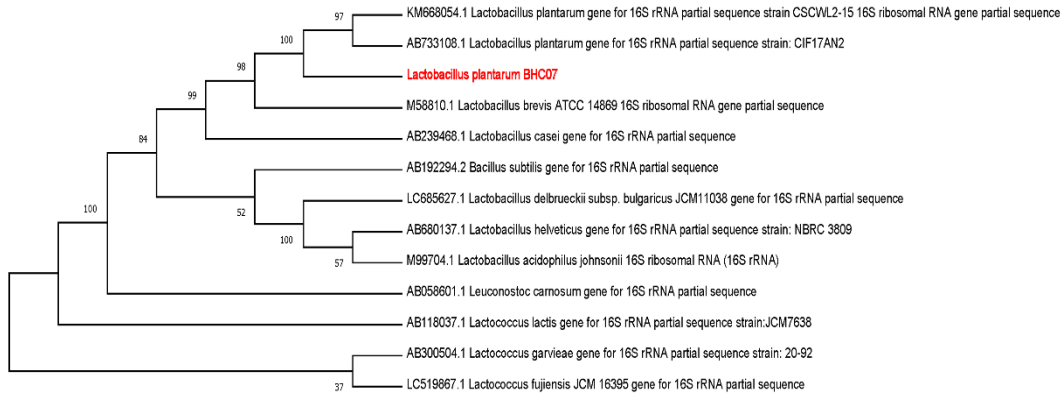 97
KM668054.1 Lactobacillus plantarum gene for 16S rRNA partial sequence strain CSCWL2-15 16S ribosomal RNA gene partial sequence
100
AB733108.1 Lactobacillus plantarum gene for 16S rRNA partial sequence strain: CIF17AN2
98
Lactobacillus plantarum BHC07
99
M58810.1 Lactobacillus brevis ATCC 14869 16S ribosomal RNA gene partial sequence
84
AB239468.1 Lactobacillus casei gene for 16S rRNA partial sequence
AB192294.2 Bacillus subtilis gene for 16S rRNA partial sequence
52
LC685627.1 Lactobacillus delbrueckii subsp. bulgaricus JCM11038 gene for 16S rRNA partial sequence
100
AB680137.1 Lactobacillus helveticus gene for 16S rRNA partial sequence strain: NBRC 3809
100
57
M99704.1 Lactobacillus acidophilus johnsonii 16S ribosomal RNA (16S rRNA)
AB058601.1 Leuconostoc carnosum gene for 16S rRNA partial sequence
AB118037.1 Lactococcus lactis gene for 16S rRNA partial sequence strain:JCM7638
AB300504.1 Lactococcus garvieae gene for 16S rRNA partial sequence strain: 20-92
37
LC519867.1 Lactococcus fujiensis JCM 16395 gene for 16S rRNA partial sequence